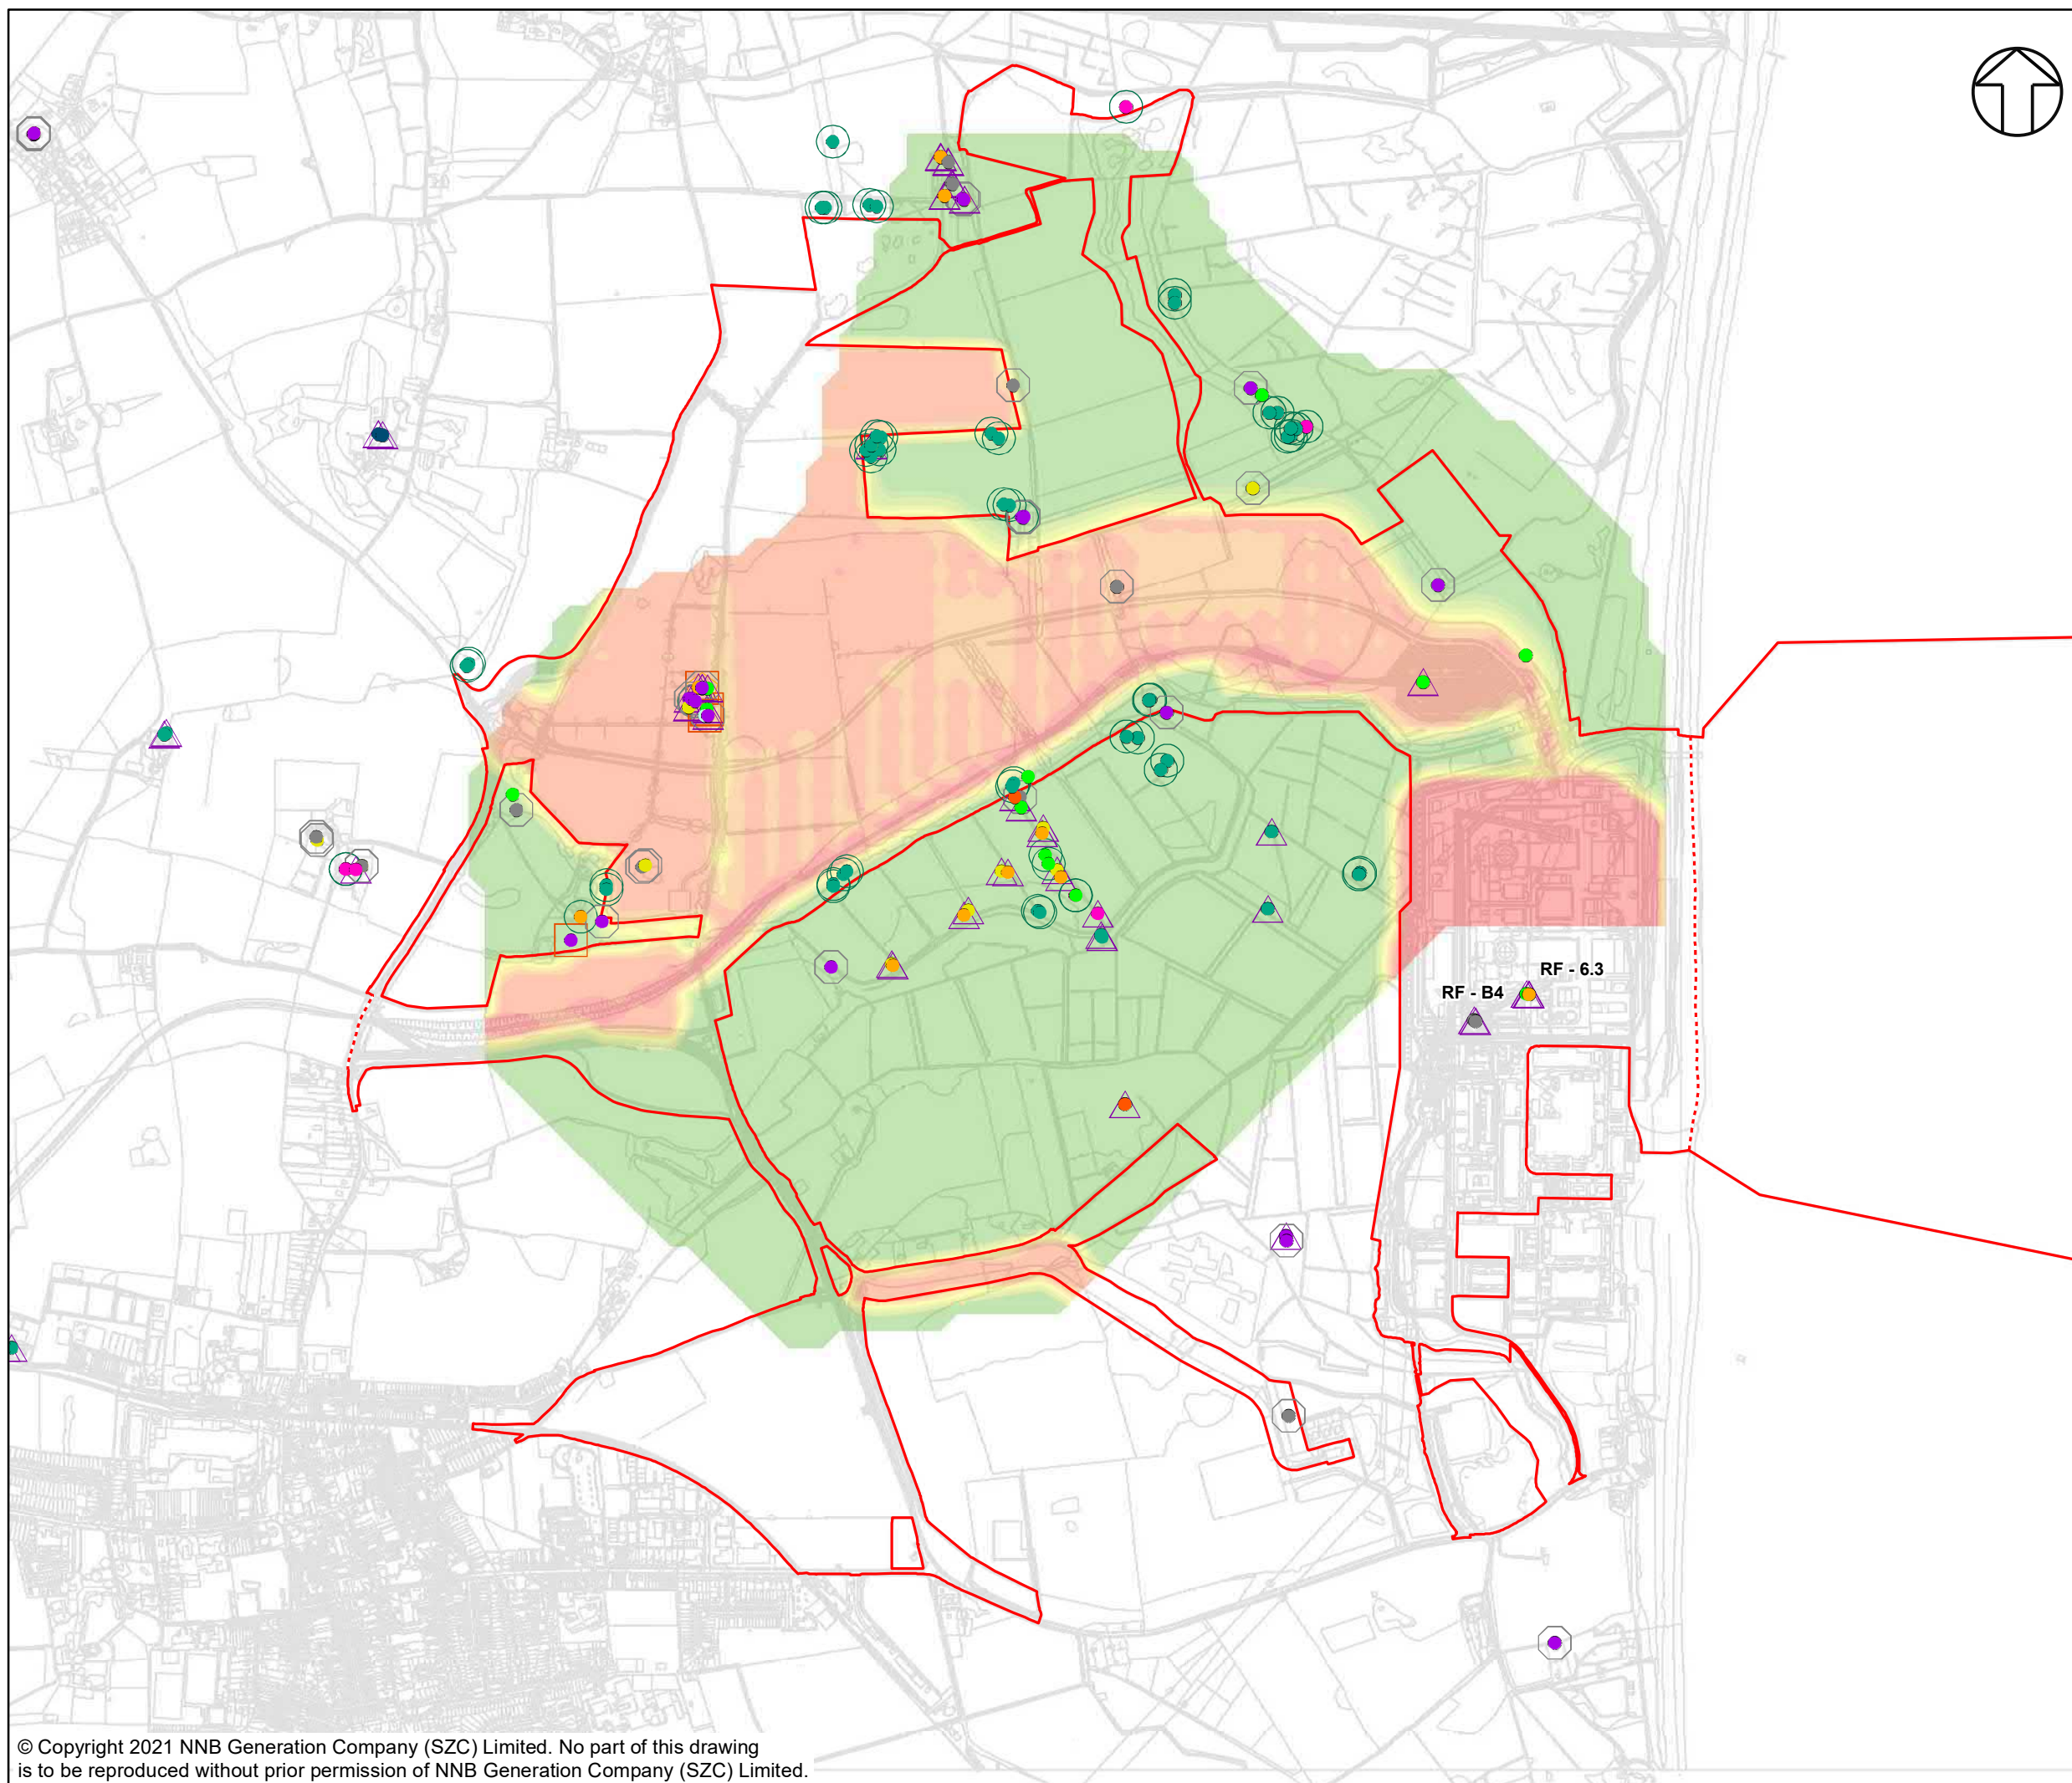 RF - 6.3
RF - B4
© Copyright 2021 NNB Generation Company (SZC) Limited. No part of this drawing
is to be reproduced without prior permission of NNB Generation Company (SZC) Limited.